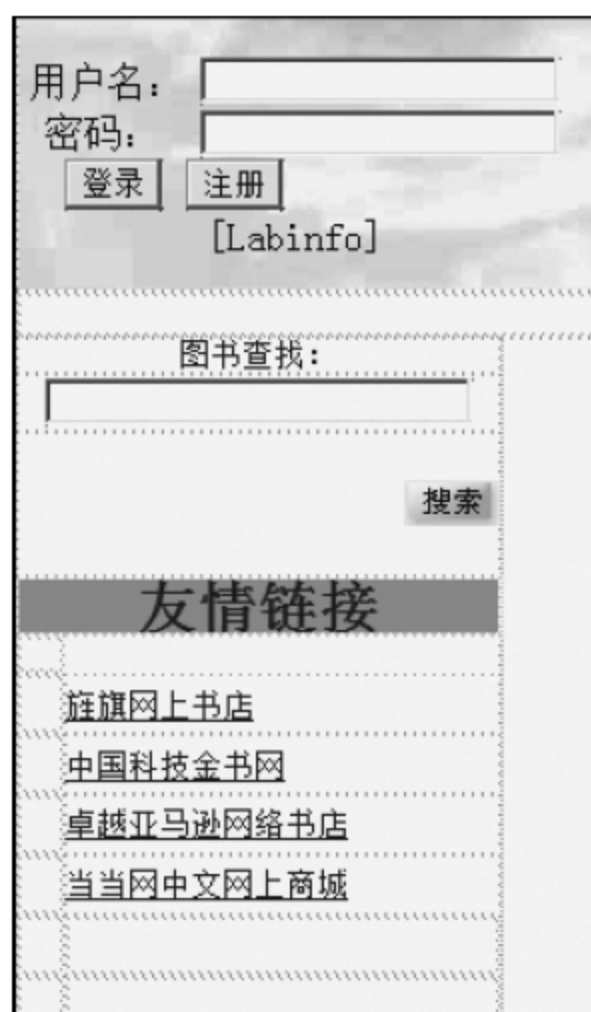 用户名:
密码:
登录 注册
[Labinfo]
图书查找:
搜索
友情链接
旌旗网上书店
中国科技金书网
卓越亚马逊网络书店
当当网中文网上商城